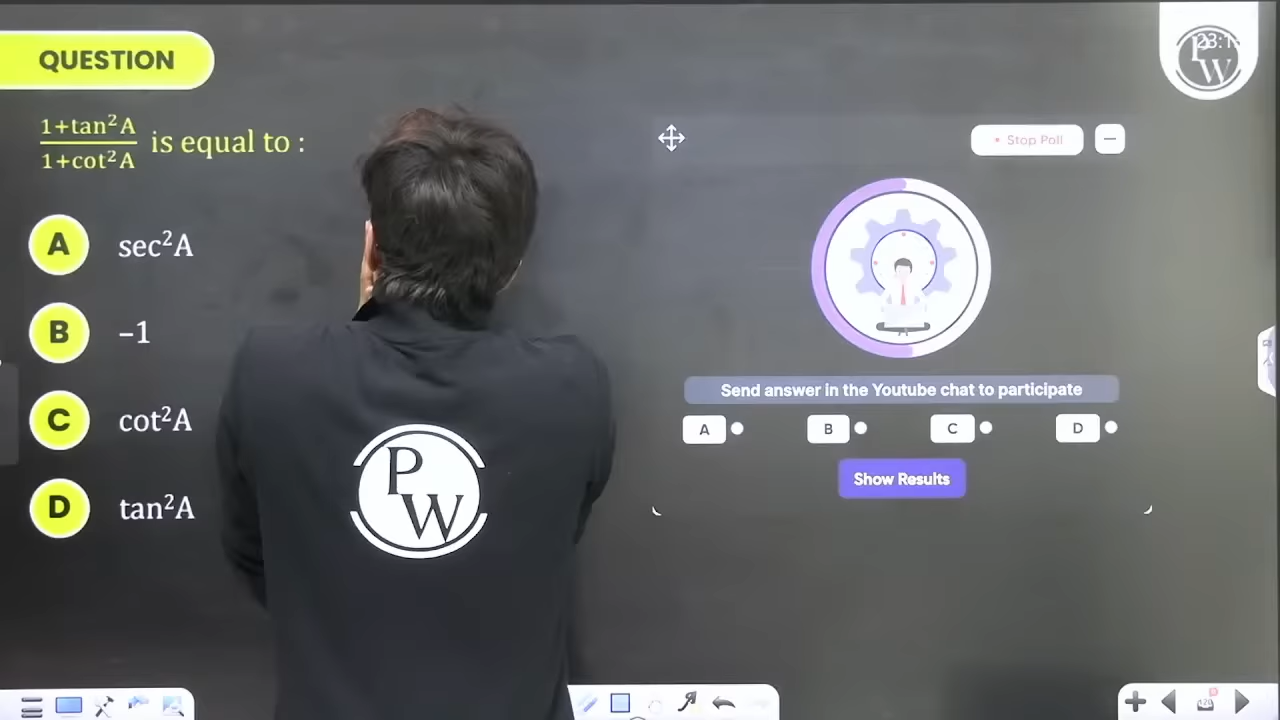 QUESTION
1+tan²A
1+cot²A
is equal to :
A sec²A
B –1
C cot²A
D tan²A
PW
Stop Poll
Send answer in the Youtube chat to participate
A B C D
Show Results
PW